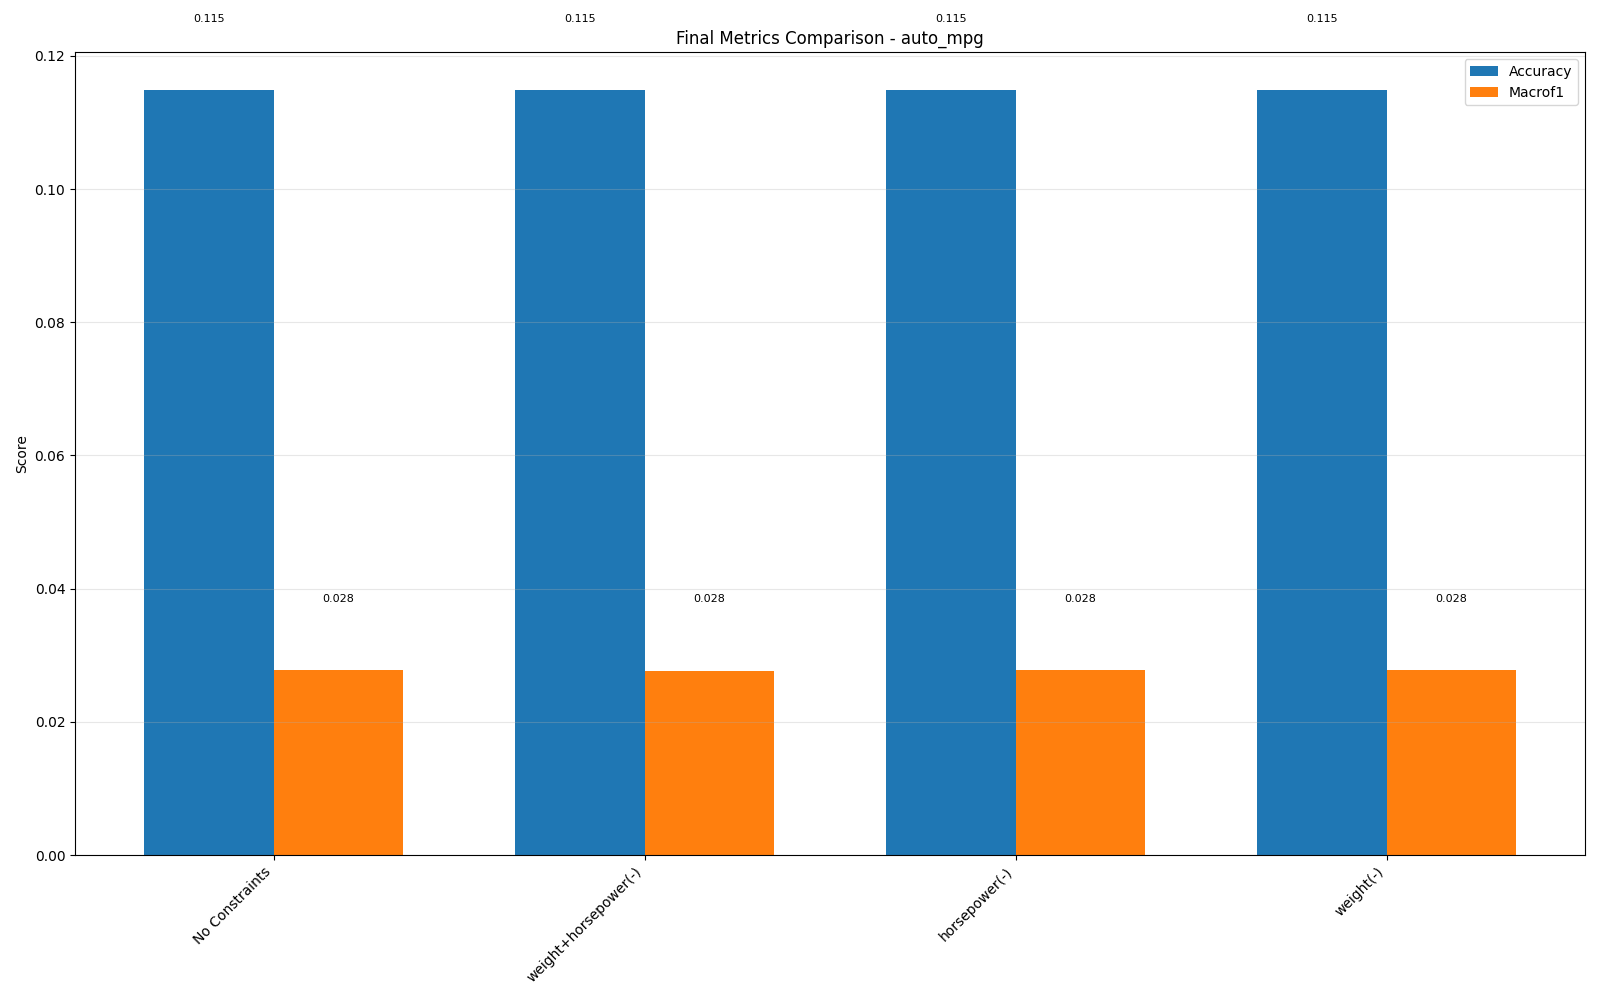 0.115 0.115 0.115 0.115
Final Metrics Comparison - auto_mpg
Accuracy
Macrof1
0.12
0.10
0.08
0.06
0.04
0.02
0.00
Score
0.028 0.028 0.028 0.028
No Constraints
weight+horsepower(-)
horsepower(-)
weight(-)